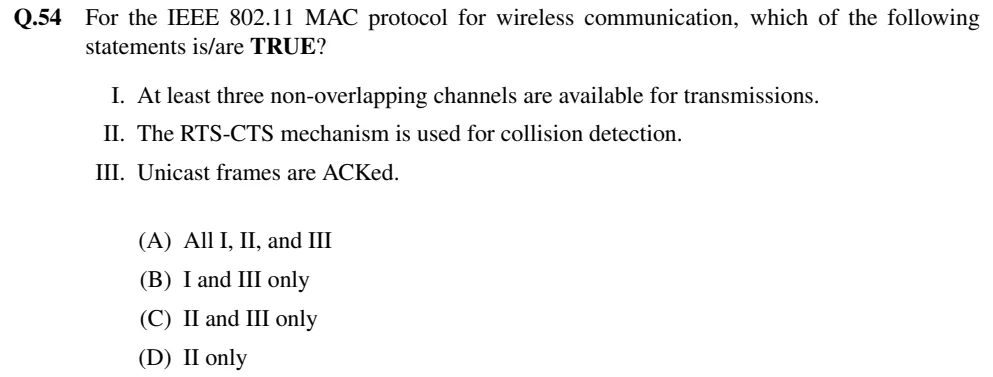 Q.54 For the IEEE 802.11 MAC protocol for wireless communication, which of the following
statements is/are TRUE?
I. At least three non-overlapping channels are available for transmissions.
II. The RTS-CTS mechanism is used for collision detection.
III. Unicast frames are ACKed.
(A) All I, II, and III
(B) I and III only
(C) II and III only
(D) II only